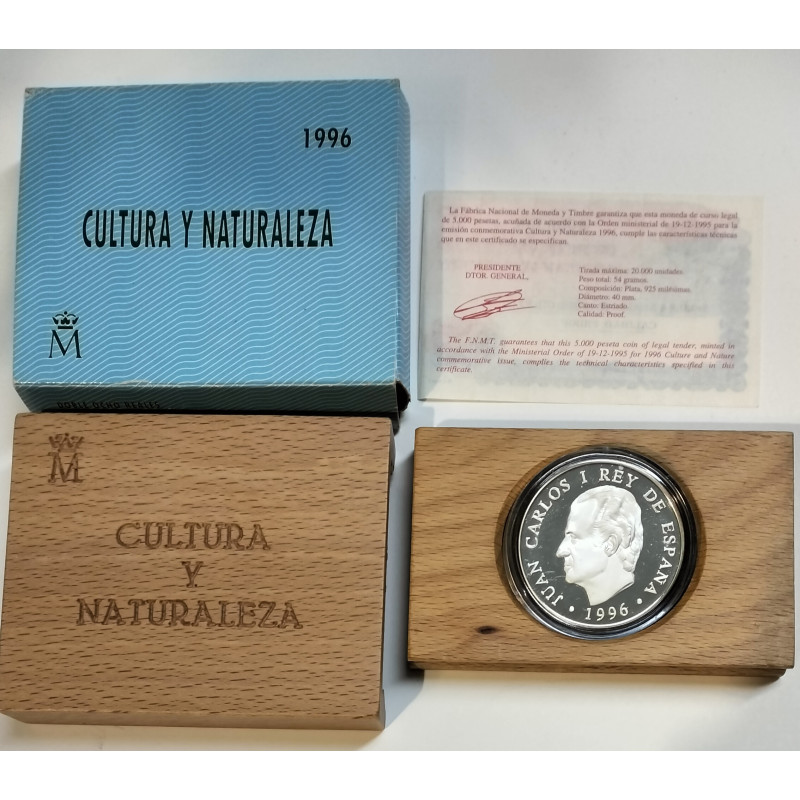 1996
CULTURA Y NATURALEZA
M
DOBLE OCHO REALES
La Fábrica Nacional de Moneda y Timbre garantiza que esta moneda de curso legal
de 5.000 pesetas, acuñada de acuerdo con la Orden ministerial de 19-12-1995 para la
emisión conmemorativa Cultura y Naturaleza 1996, cumple las características técnicas
que en este certificado se especifican.
PRESIDENTE
DTOR. GENERAL,
Tirada máxima: 20.000 unidades.
Peso total: 54 gramos.
Composición: Plata, 925 milésimas.
Diámetro: 40 mm.
Canto: Estriado.
Calidad: Proof.
The F.N.M.T. guarantees that this 5.000 peseta coin of legal tender, minted in
accordance with the Ministerial Order of 19-12-1995 for 1996 Culture and Nature
commemorative issue, complies the technical characteristics specified in this
certificate.
M
CULTURA
Y
NATURALEZA
JUAN CARLOS I REY DE ESPAÑA
• 1996 •